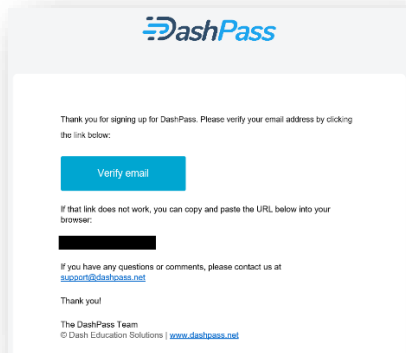 DashPass
Thank you for signing up for DashPass. Please verify your email address by clicking
the link below:
Verify email
If that link does not work, you can copy and paste the URL below into your
browser:
If you have any questions or comments, please contact us at
support@dashpass.net
Thank you!
The DashPass Team
© Dash Education Solutions | www.dashpass.net